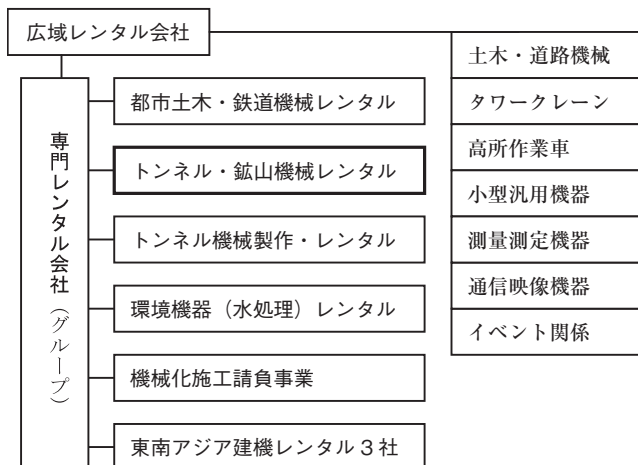 広域レンタル会社
専門レンタル会社（グループ）
都市土木・鉄道機械レンタル
トンネル・鉱山機械レンタル
トンネル機械製作・レンタル
環境機器（水処理）レンタル
機械化施工請負事業
東南アジア建機レンタル３社
土木・道路機械
タワークレーン
高所作業車
小型汎用機器
測量測定機器
通信映像機器
イベント関係